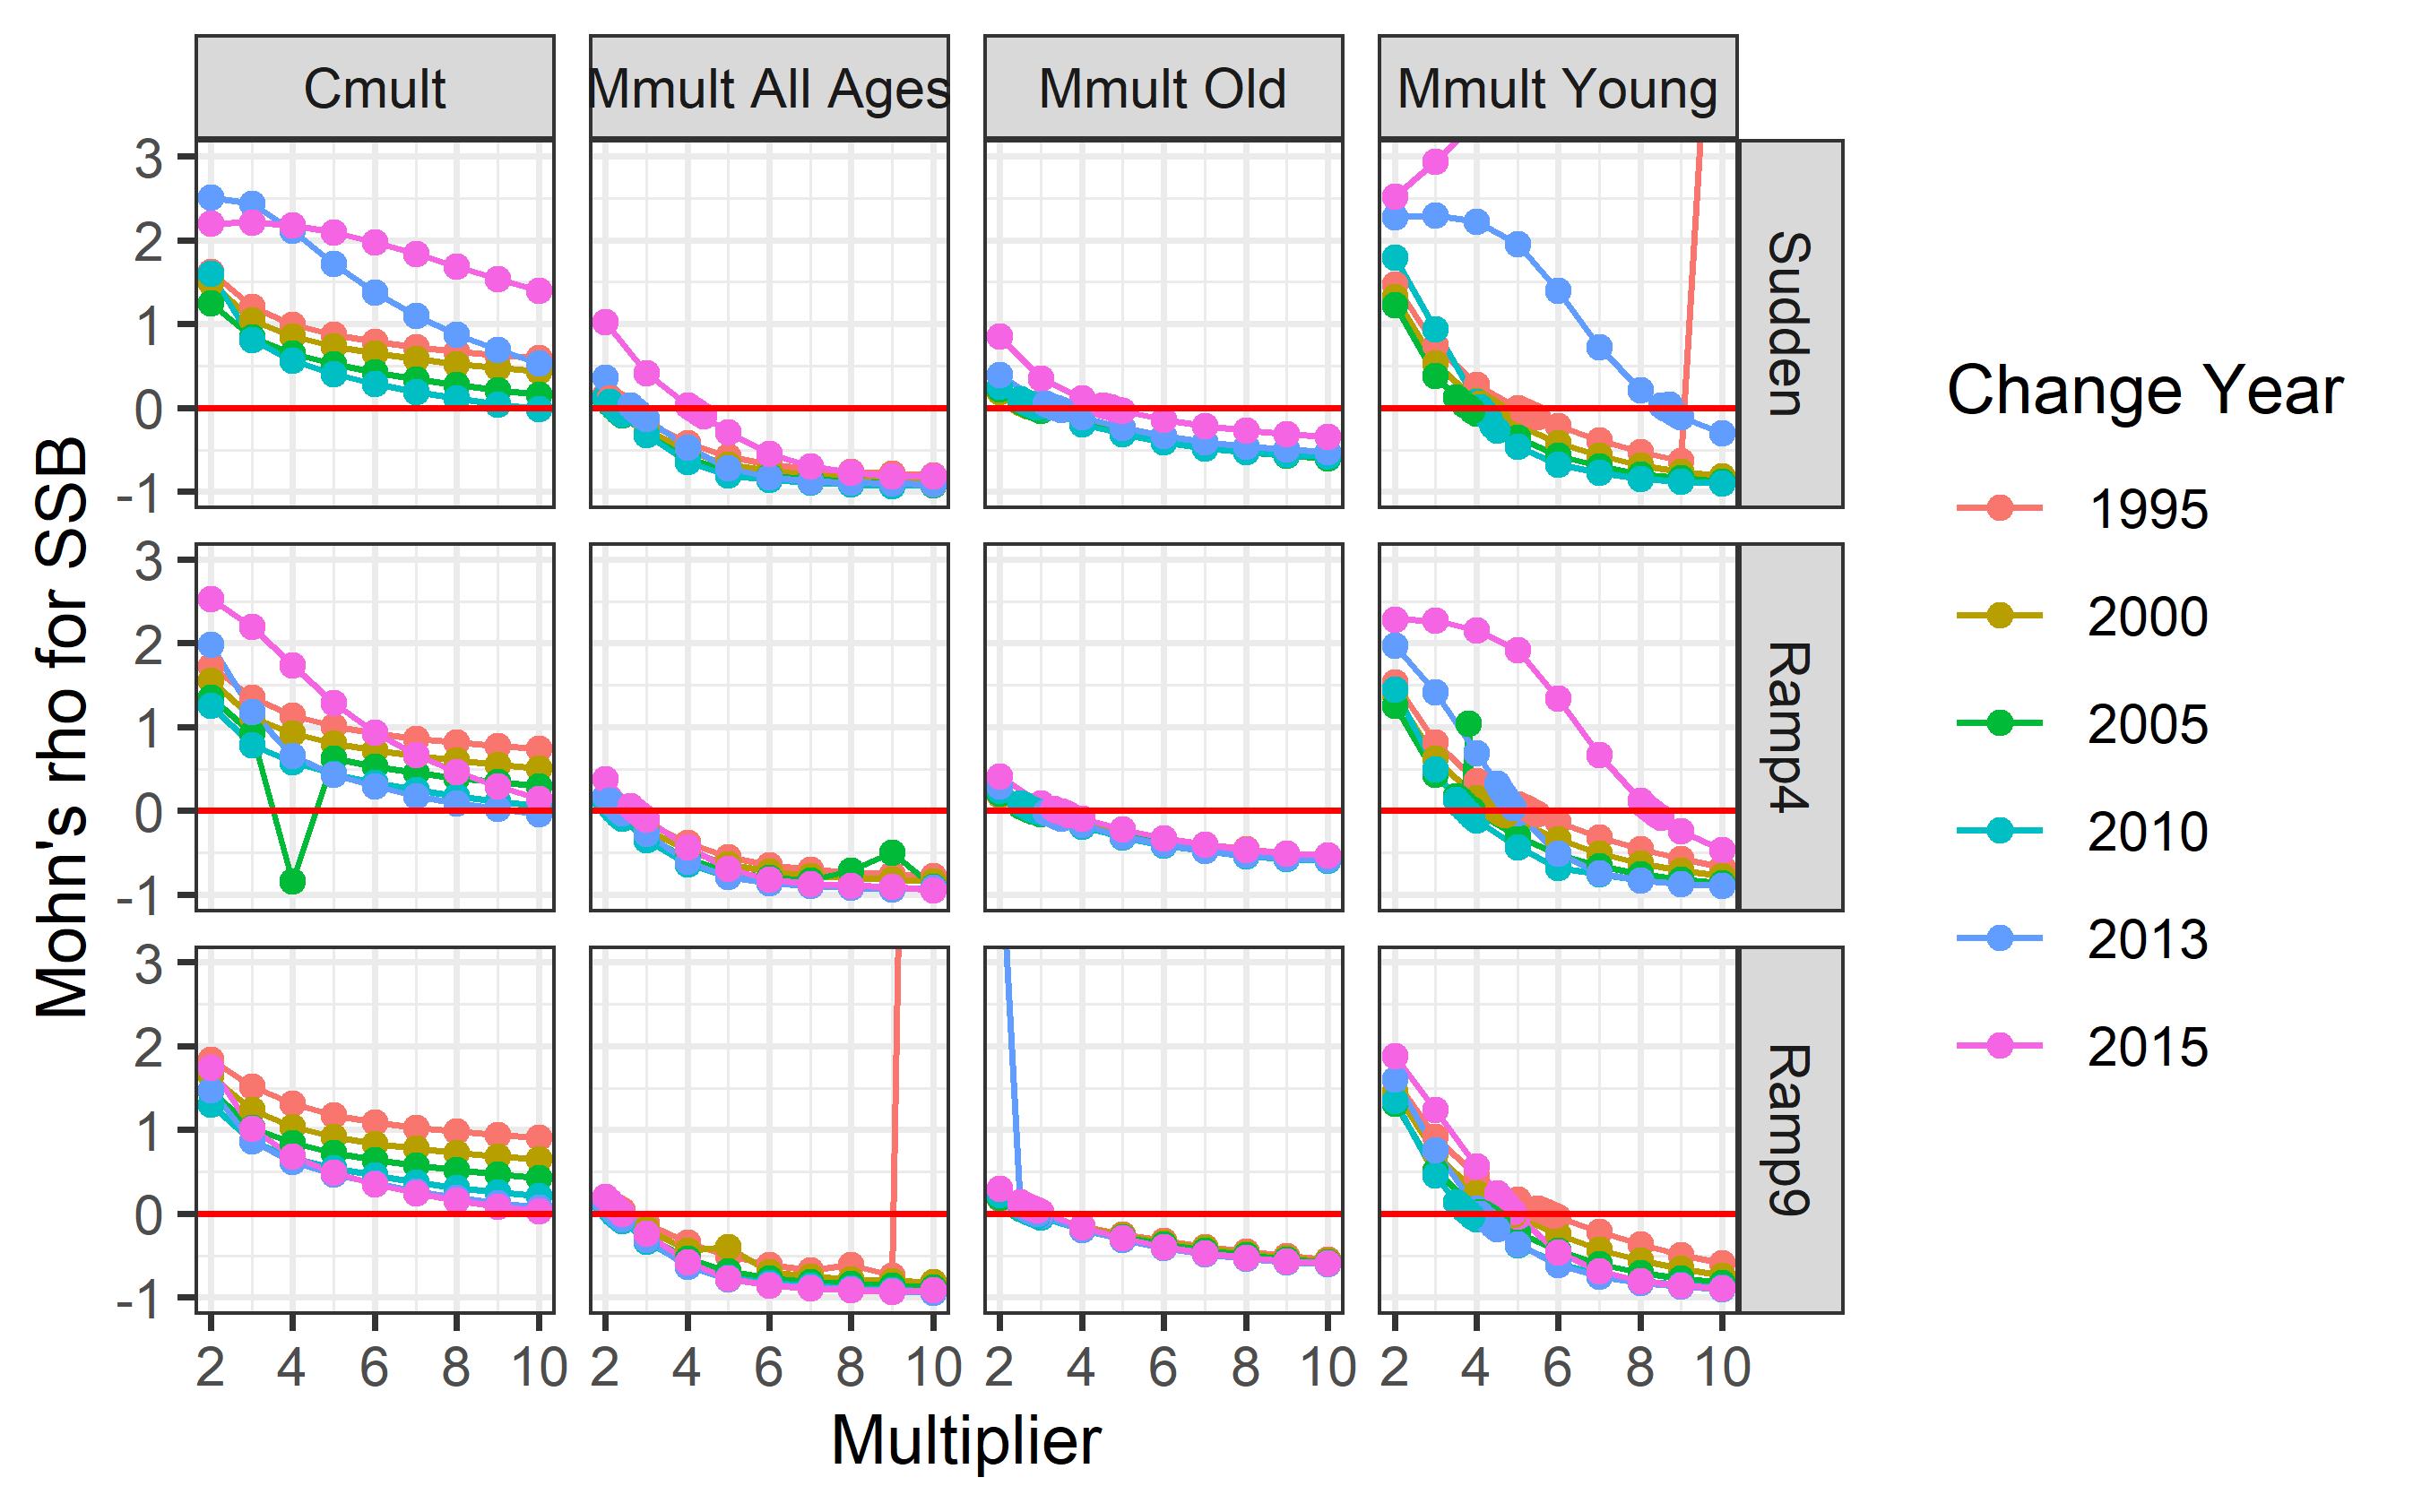 Cmult
Mmult All Ages
Mmult Old
Mmult Young
3
2
1
0
-1
Sudden
3
2
1
0
-1
Ramp4
3
2
1
0
-1
Ramp9
2 4 6 8 10
2 4 6 8 10
2 4 6 8 10
2 4 6 8 10
Multiplier
Mohn's rho for SSB
Change Year
1995
2000
2005
2010
2013
2015